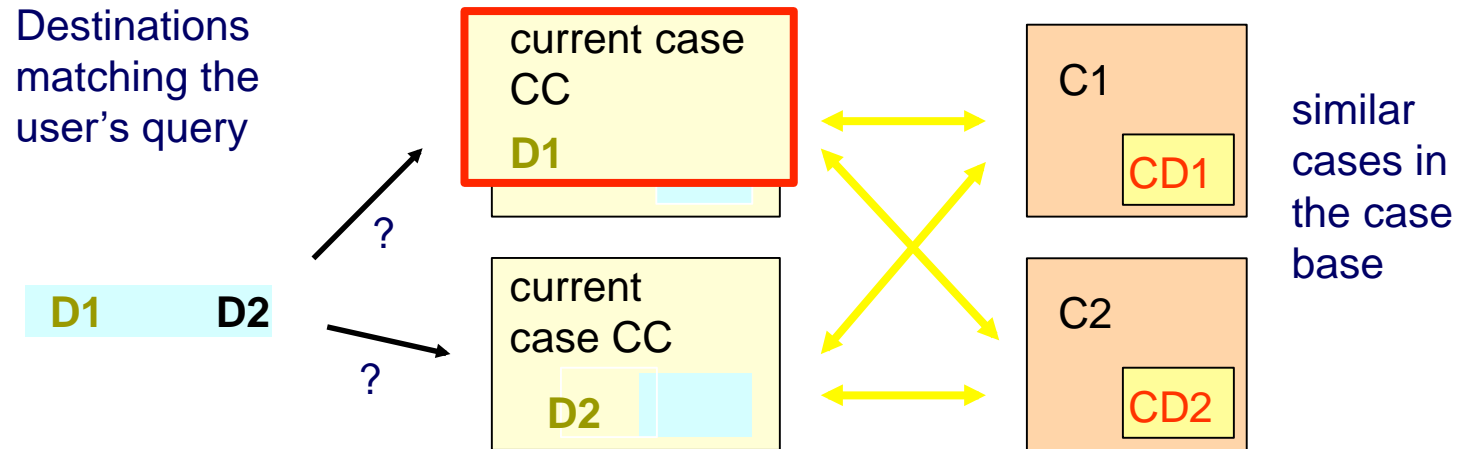 Destinations
matching the
user’s query
current case
CC
D1
C1
CD1
similar
cases in
the case
base
?
D1 D2
?
current
case CC
D2
C2
CD2